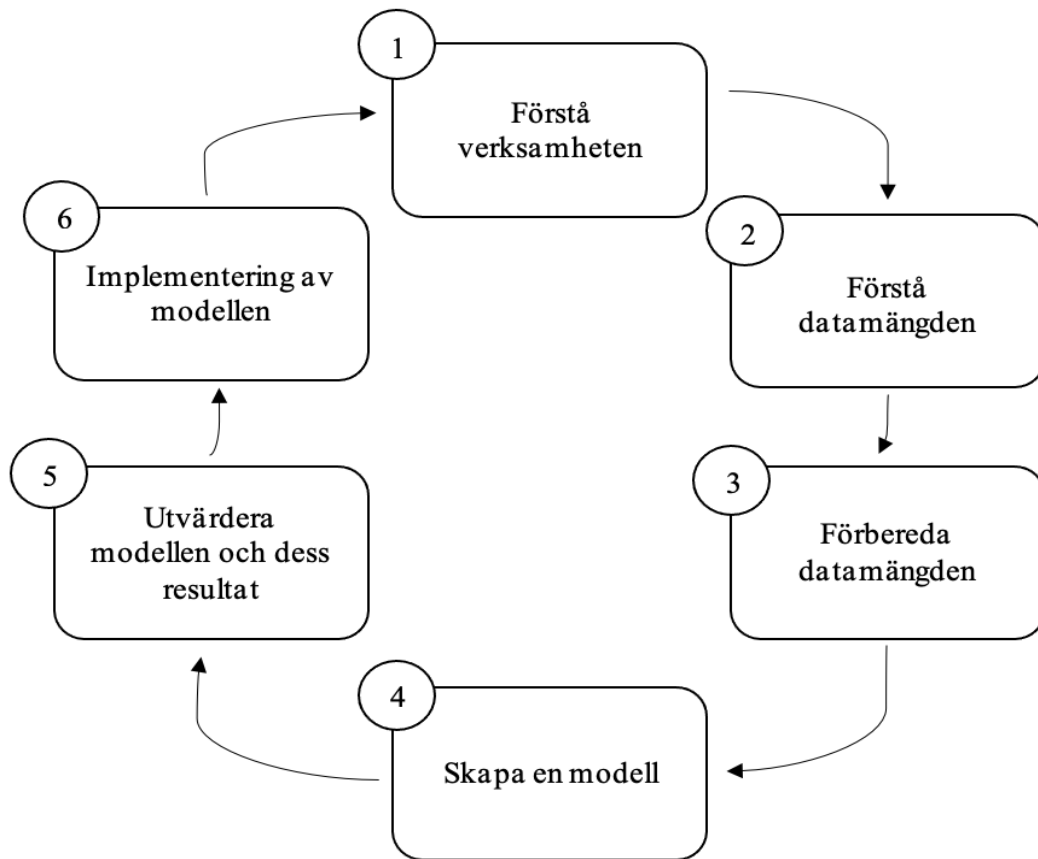 1
Förstå
verksamheten
2
Förstå
datamängden
3
Förbereda
datamängden
4
Skapa en modell
5
Utvärdera
modellen och dess
resultat
6
Implementering av
modellen